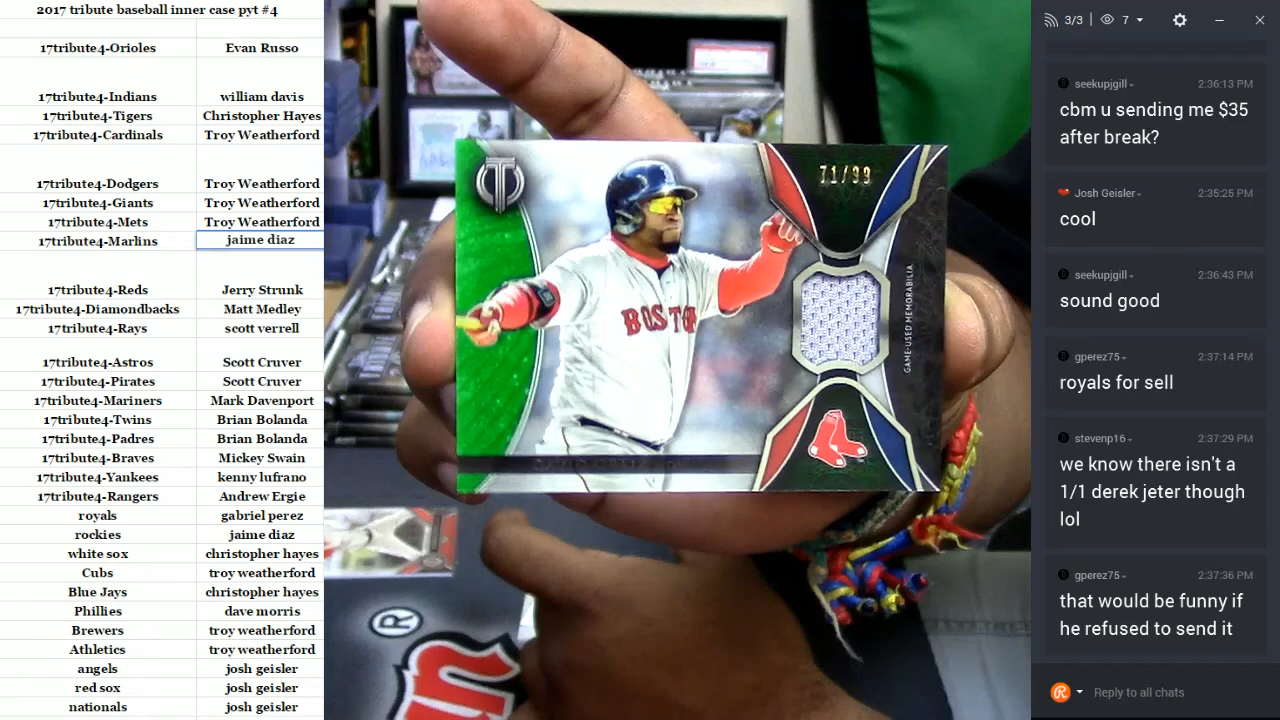 2017 tribute baseball inner case pyt #4
17tribute4-Orioles Evan Russo
17tribute4-Indians william davis
17tribute4-Tigers Christopher Hayes
17tribute4-Cardinals Troy Weatherford
17tribute4-Dodgers Troy Weatherford
17tribute4-Giants Troy Weatherford
17tribute4-Mets Troy Weatherford
17tribute4-Marlins jaime diaz
17tribute4-Reds Jerry Strunk
17tribute4-Diamondbacks Matt Medley
17tribute4-Rays scott verrell
17tribute4-Astros Scott Cruver
17tribute4-Pirates Scott Cruver
17tribute4-Mariners Mark Davenport
17tribute4-Twins Brian Bolanda
17tribute4-Padres Brian Bolanda
17tribute4-Braves Mickey Swain
17tribute4-Yankees kenny lufrano
17tribute4-Rangers Andrew Ergie
royals gabriel perez
rockies jaime diaz
white sox christopher hayes
Cubs troy weatherford
Blue Jays christopher hayes
Phillies dave morris
Brewers troy weatherford
Athletics troy weatherford
angels josh geisler
red sox josh geisler
nationals josh geisler
71/99
BOSTON
GAME-USED MEMORABILIA
®
3/3 7
seekupjgill 2:36:13 PM
cbm u sending me $35
after break?
Josh Geisler 2:35:25 PM
cool
seekupjgill 2:36:43 PM
sound good
gperez75 2:37:14 PM
royals for sell
stevenp16 2:37:29 PM
we know there isn't a
1/1 derek jeter though
lol
gperez75 2:37:36 PM
that would be funny if
he refused to send it
Reply to all chats